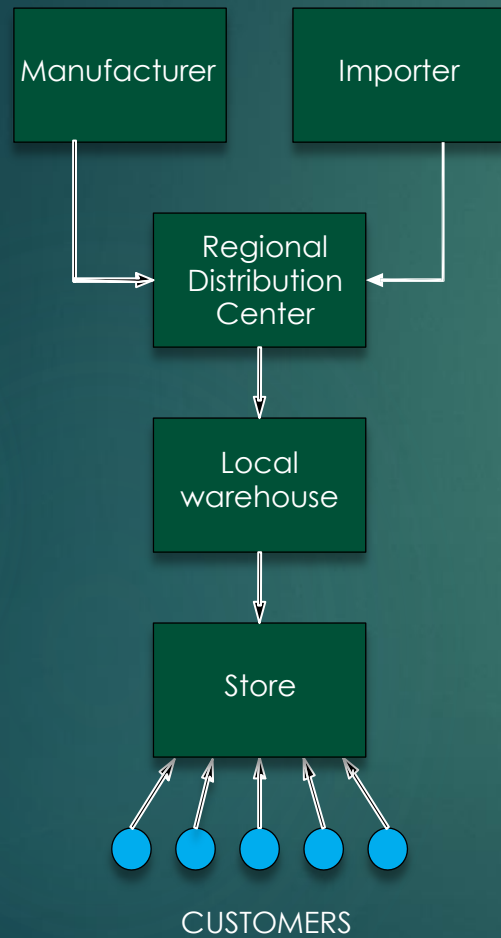 Manufacturer
Importer
Regional
Distribution
Center
Local
warehouse
Store
CUSTOMERS